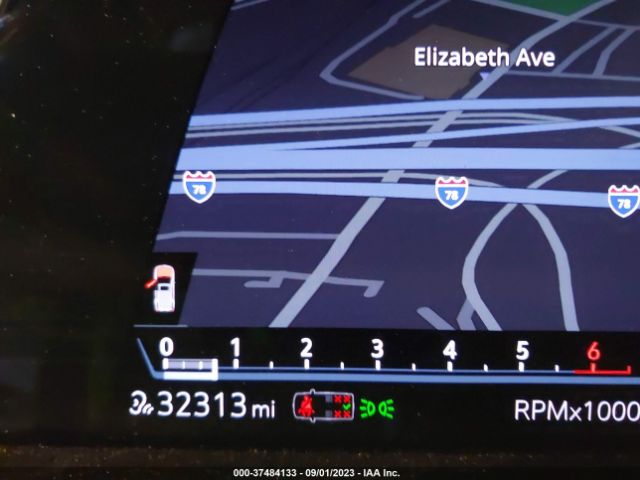 Elizabeth Ave
78 78 78
0 1 2 3 4 5 6
32313 mi
RPMx1000
000-37484133 - 09/01/2023 - IAA Inc.